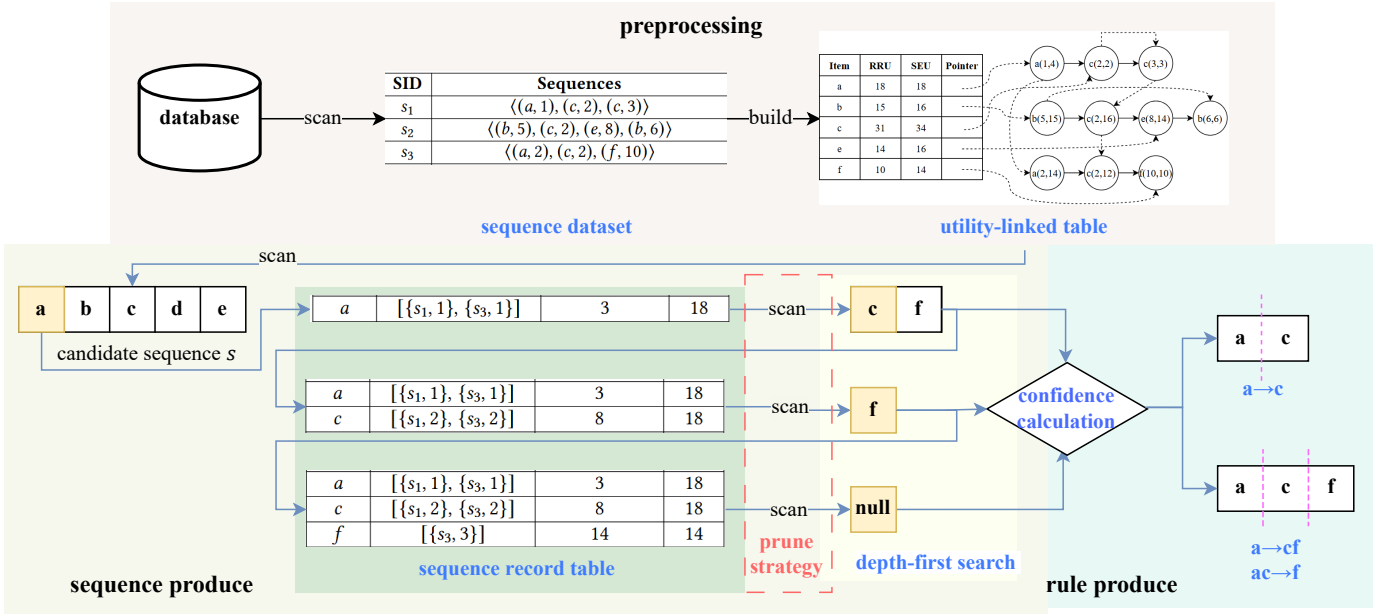 preprocessing
database
scan
SID Sequences
s₁ ⟨(a, 1), (c, 2), (c, 3)⟩
s₂ ⟨(b, 5), (c, 2), (e, 8), (b, 6)⟩
s₃ ⟨(a, 2), (c, 2), (f, 10)⟩
sequence dataset
build
Item RRU SEU Pointer
a 18 18
b 15 16
c 31 34
e 14 16
f 10 14
a(1,4) c(2,2) c(3,3)
b(5,15) c(2,16) e(8,14) b(6,6)
a(2,14) c(2,12) f(10,10)
utility-linked table
scan
a b c d e
candidate sequence s
a [{s₁, 1}, {s₃, 1}] 3 18
scan
c f
a [{s₁, 1}, {s₃, 1}] 3 18
c [{s₁, 2}, {s₃, 2}] 8 18
scan
f
a [{s₁, 1}, {s₃, 1}] 3 18
c [{s₁, 2}, {s₃, 2}] 8 18
f [{s₃, 3}] 14 14
scan
null
sequence record table
prune
strategy
depth-first search
sequence produce
confidence
calculation
a c
a→c
a c f
a→cf
ac→f
rule produce